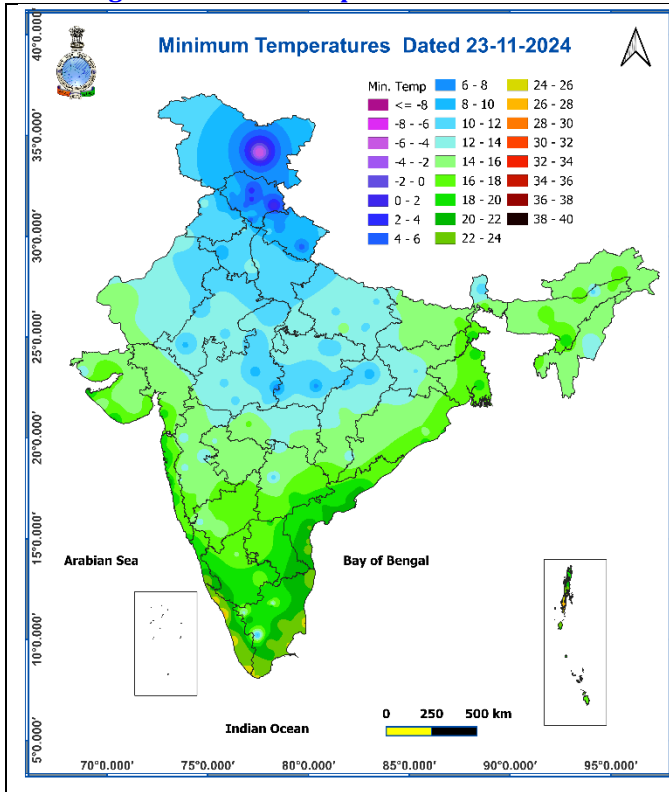 Minimum Temperatures Dated 23-11-2024
Min. Temp
<= -8
-8 - -6
-6 - -4
-4 - -2
-2 - 0
0 - 2
2 - 4
4 - 6
6 - 8
8 - 10
10 - 12
12 - 14
14 - 16
16 - 18
18 - 20
20 - 22
22 - 24
24 - 26
26 - 28
28 - 30
30 - 32
32 - 34
34 - 36
36 - 38
38 - 40
40°0.000'
35°0.000'
30°0.000'
25°0.000'
20°0.000'
15°0.000'
10°0.000'
5°0.000'
Arabian Sea
Bay of Bengal
Indian Ocean
0 250 500 km
70°0.000' 75°0.000' 80°0.000' 85°0.000' 90°0.000' 95°0.000'